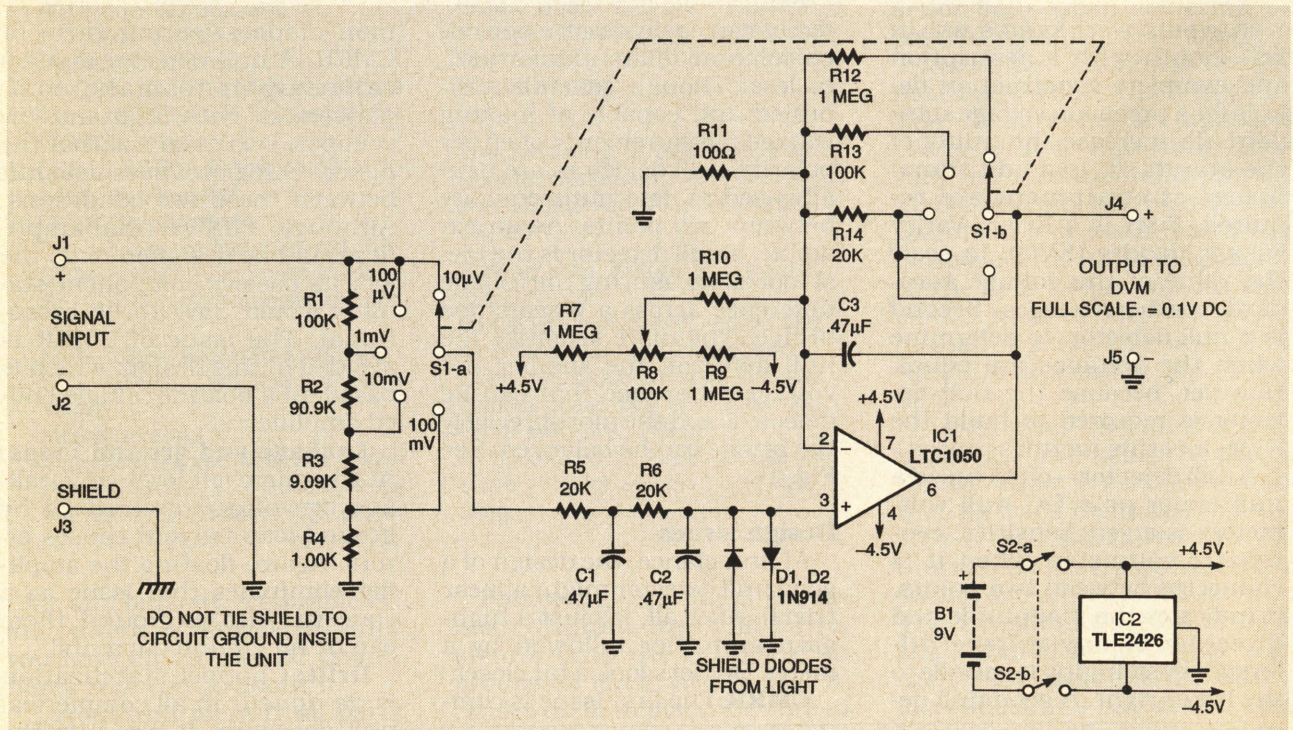 R12
1 MEG
R11
100Ω
R13
100K
J4
+
R14
20K
S1-b
J1
+
100
µV
10µV
R10
1 MEG
OUTPUT TO
DVM
FULL SCALE. = 0.1V DC
R1
100K
SIGNAL
INPUT
1mV
R7
1 MEG
C3
.47µF
S1-a
–
J2
10mV
+4.5V
R8
100K
R9
1 MEG
–4.5V
J5
–
R2
90.9K
100
mV
+4.5V
2
–
7
IC1
LTC1050
R3
9.09K
R5
20K
R6
20K
6
SHIELD
J3
3
+
4
–4.5V
R4
1.00K
C1
.47µF
C2
.47µF
D1, D2
1N914
S2-a
+4.5V
+
B1
9V
IC2
TLE2426
DO NOT TIE SHIELD TO
CIRCUIT GROUND INSIDE
THE UNIT
SHIELD DIODES
FROM LIGHT
S2-b
–4.5V